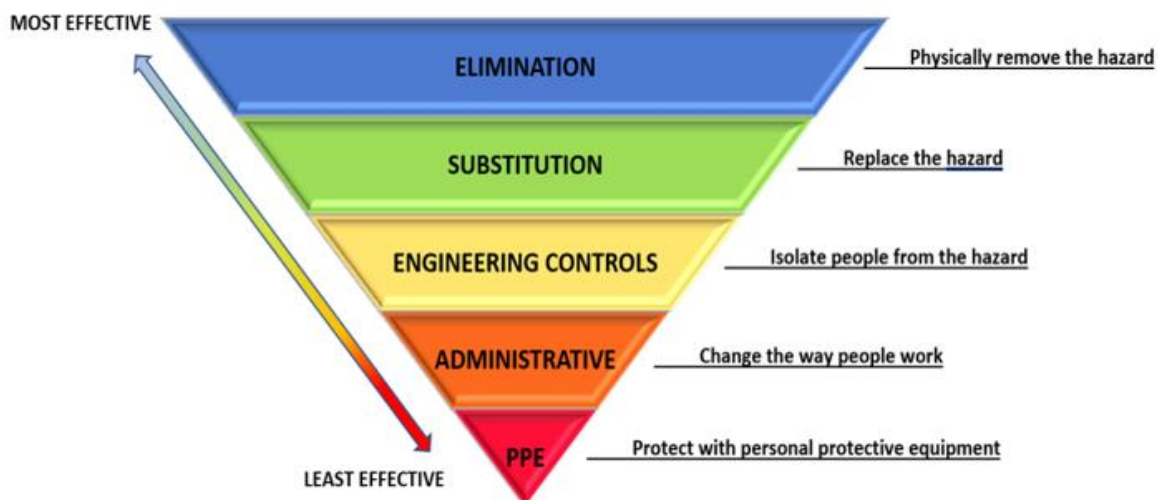 MOST EFFECTIVE
ELIMINATION
Physically remove the hazard
SUBSTITUTION
Replace the hazard
ENGINEERING CONTROLS
Isolate people from the hazard
ADMINISTRATIVE
Change the way people work
PPE
Protect with personal protective equipment
LEAST EFFECTIVE